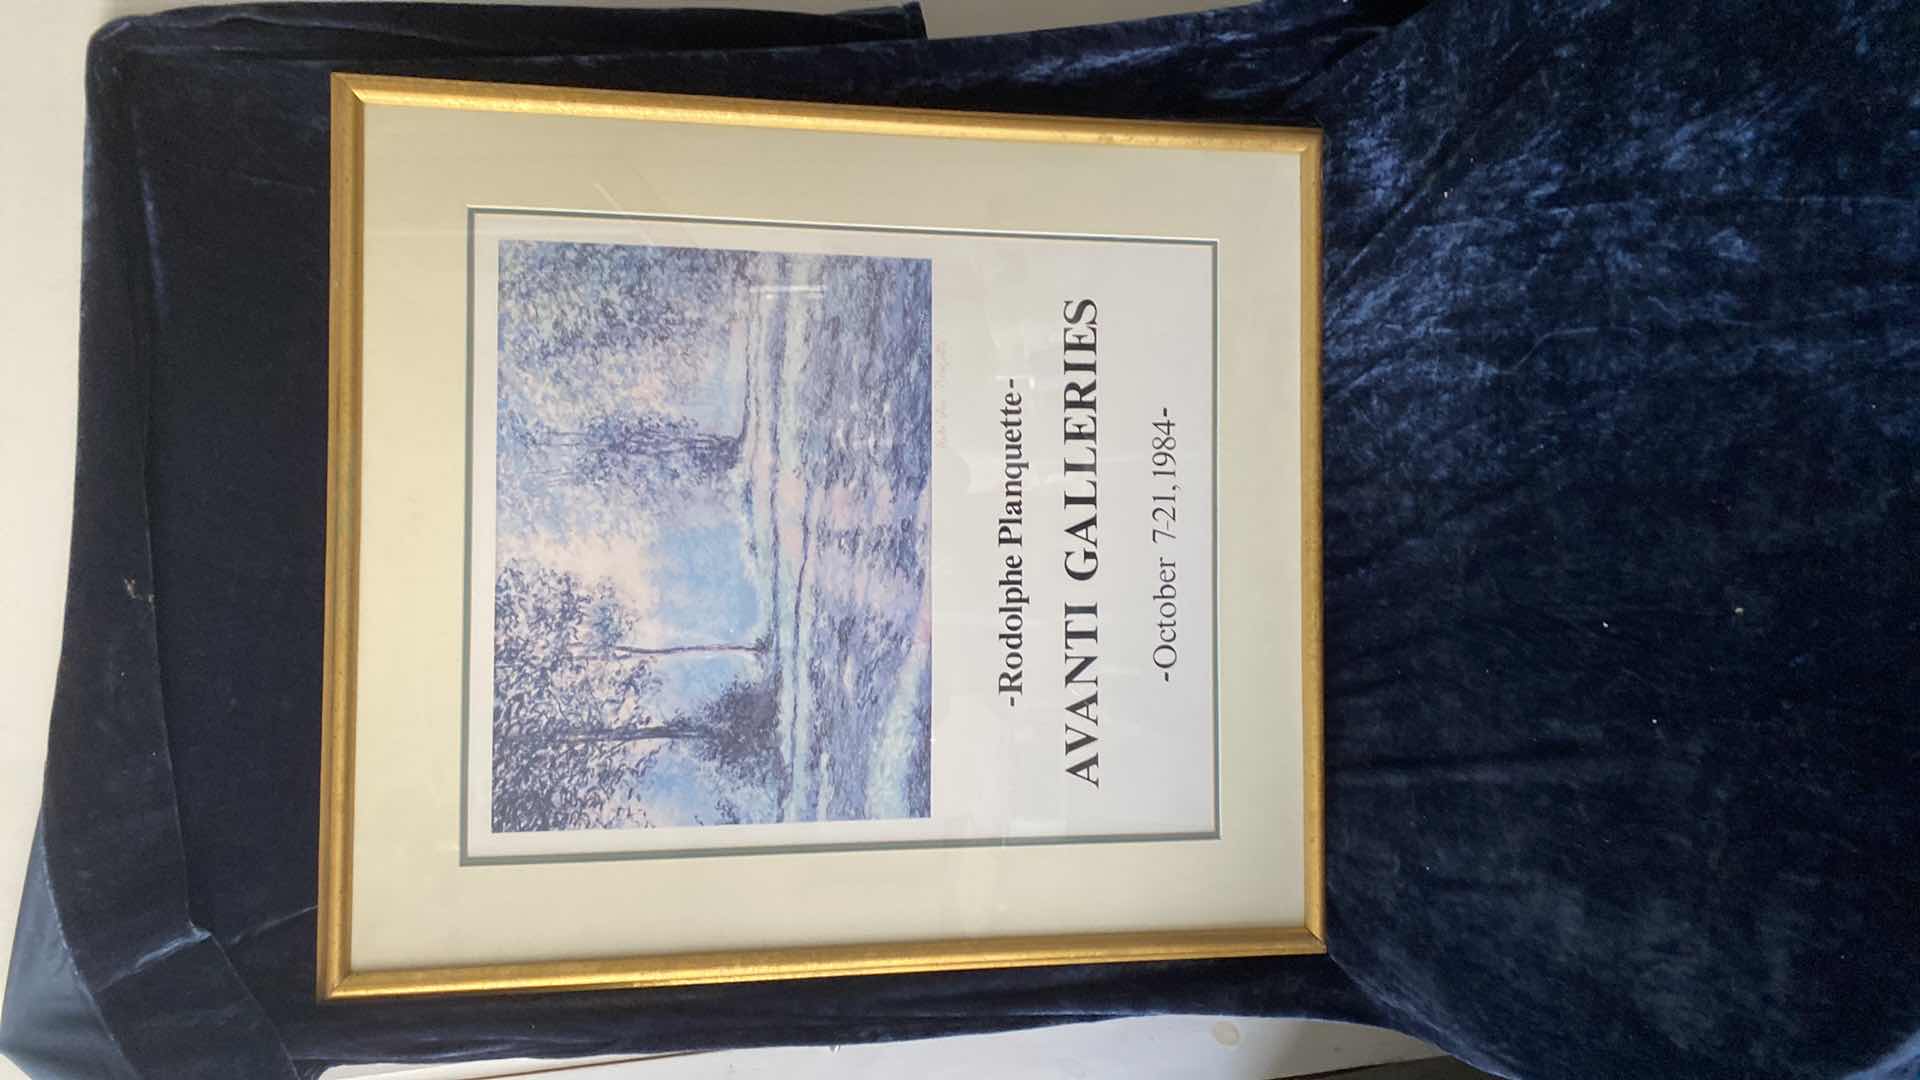 -Rodolphe Planquette-
AVANTI GALLERIES
-October 7-21, 1984-